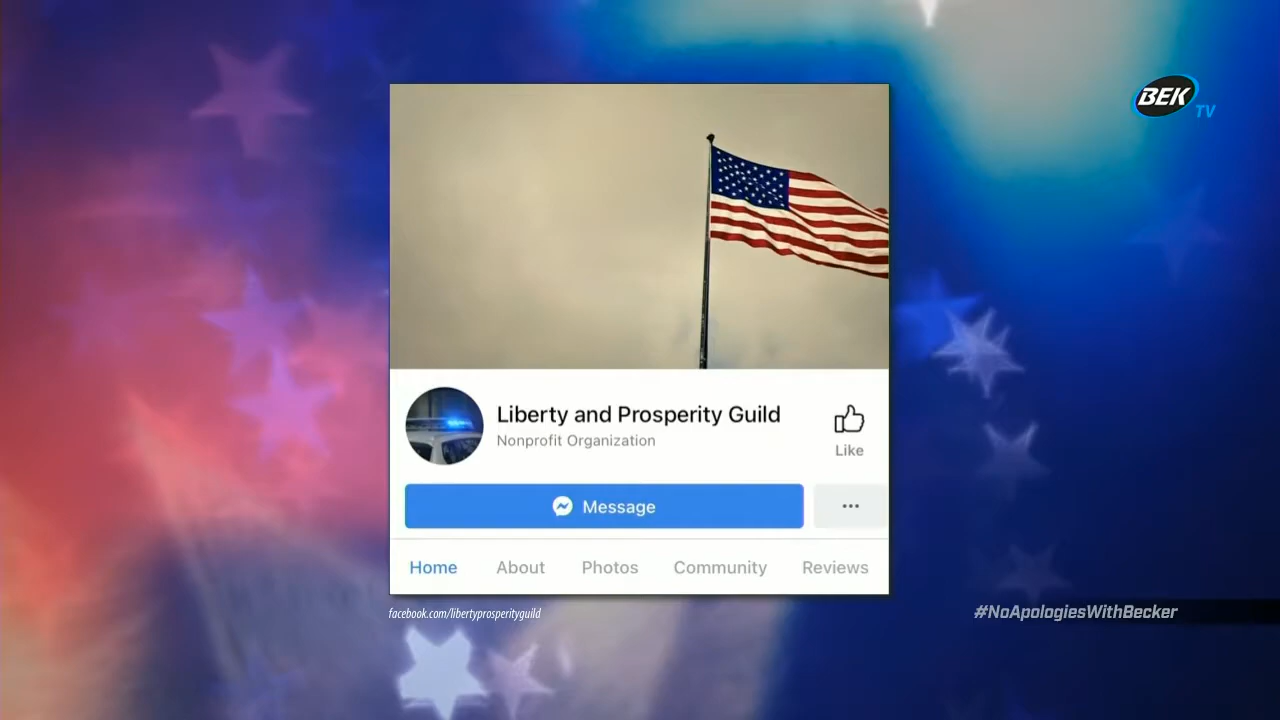 BEK TV
Liberty and Prosperity Guild
Nonprofit Organization
Like
Message
Home About Photos Community Reviews
facebook.com/libertyprosperityguild
#NoApologiesWithBecker